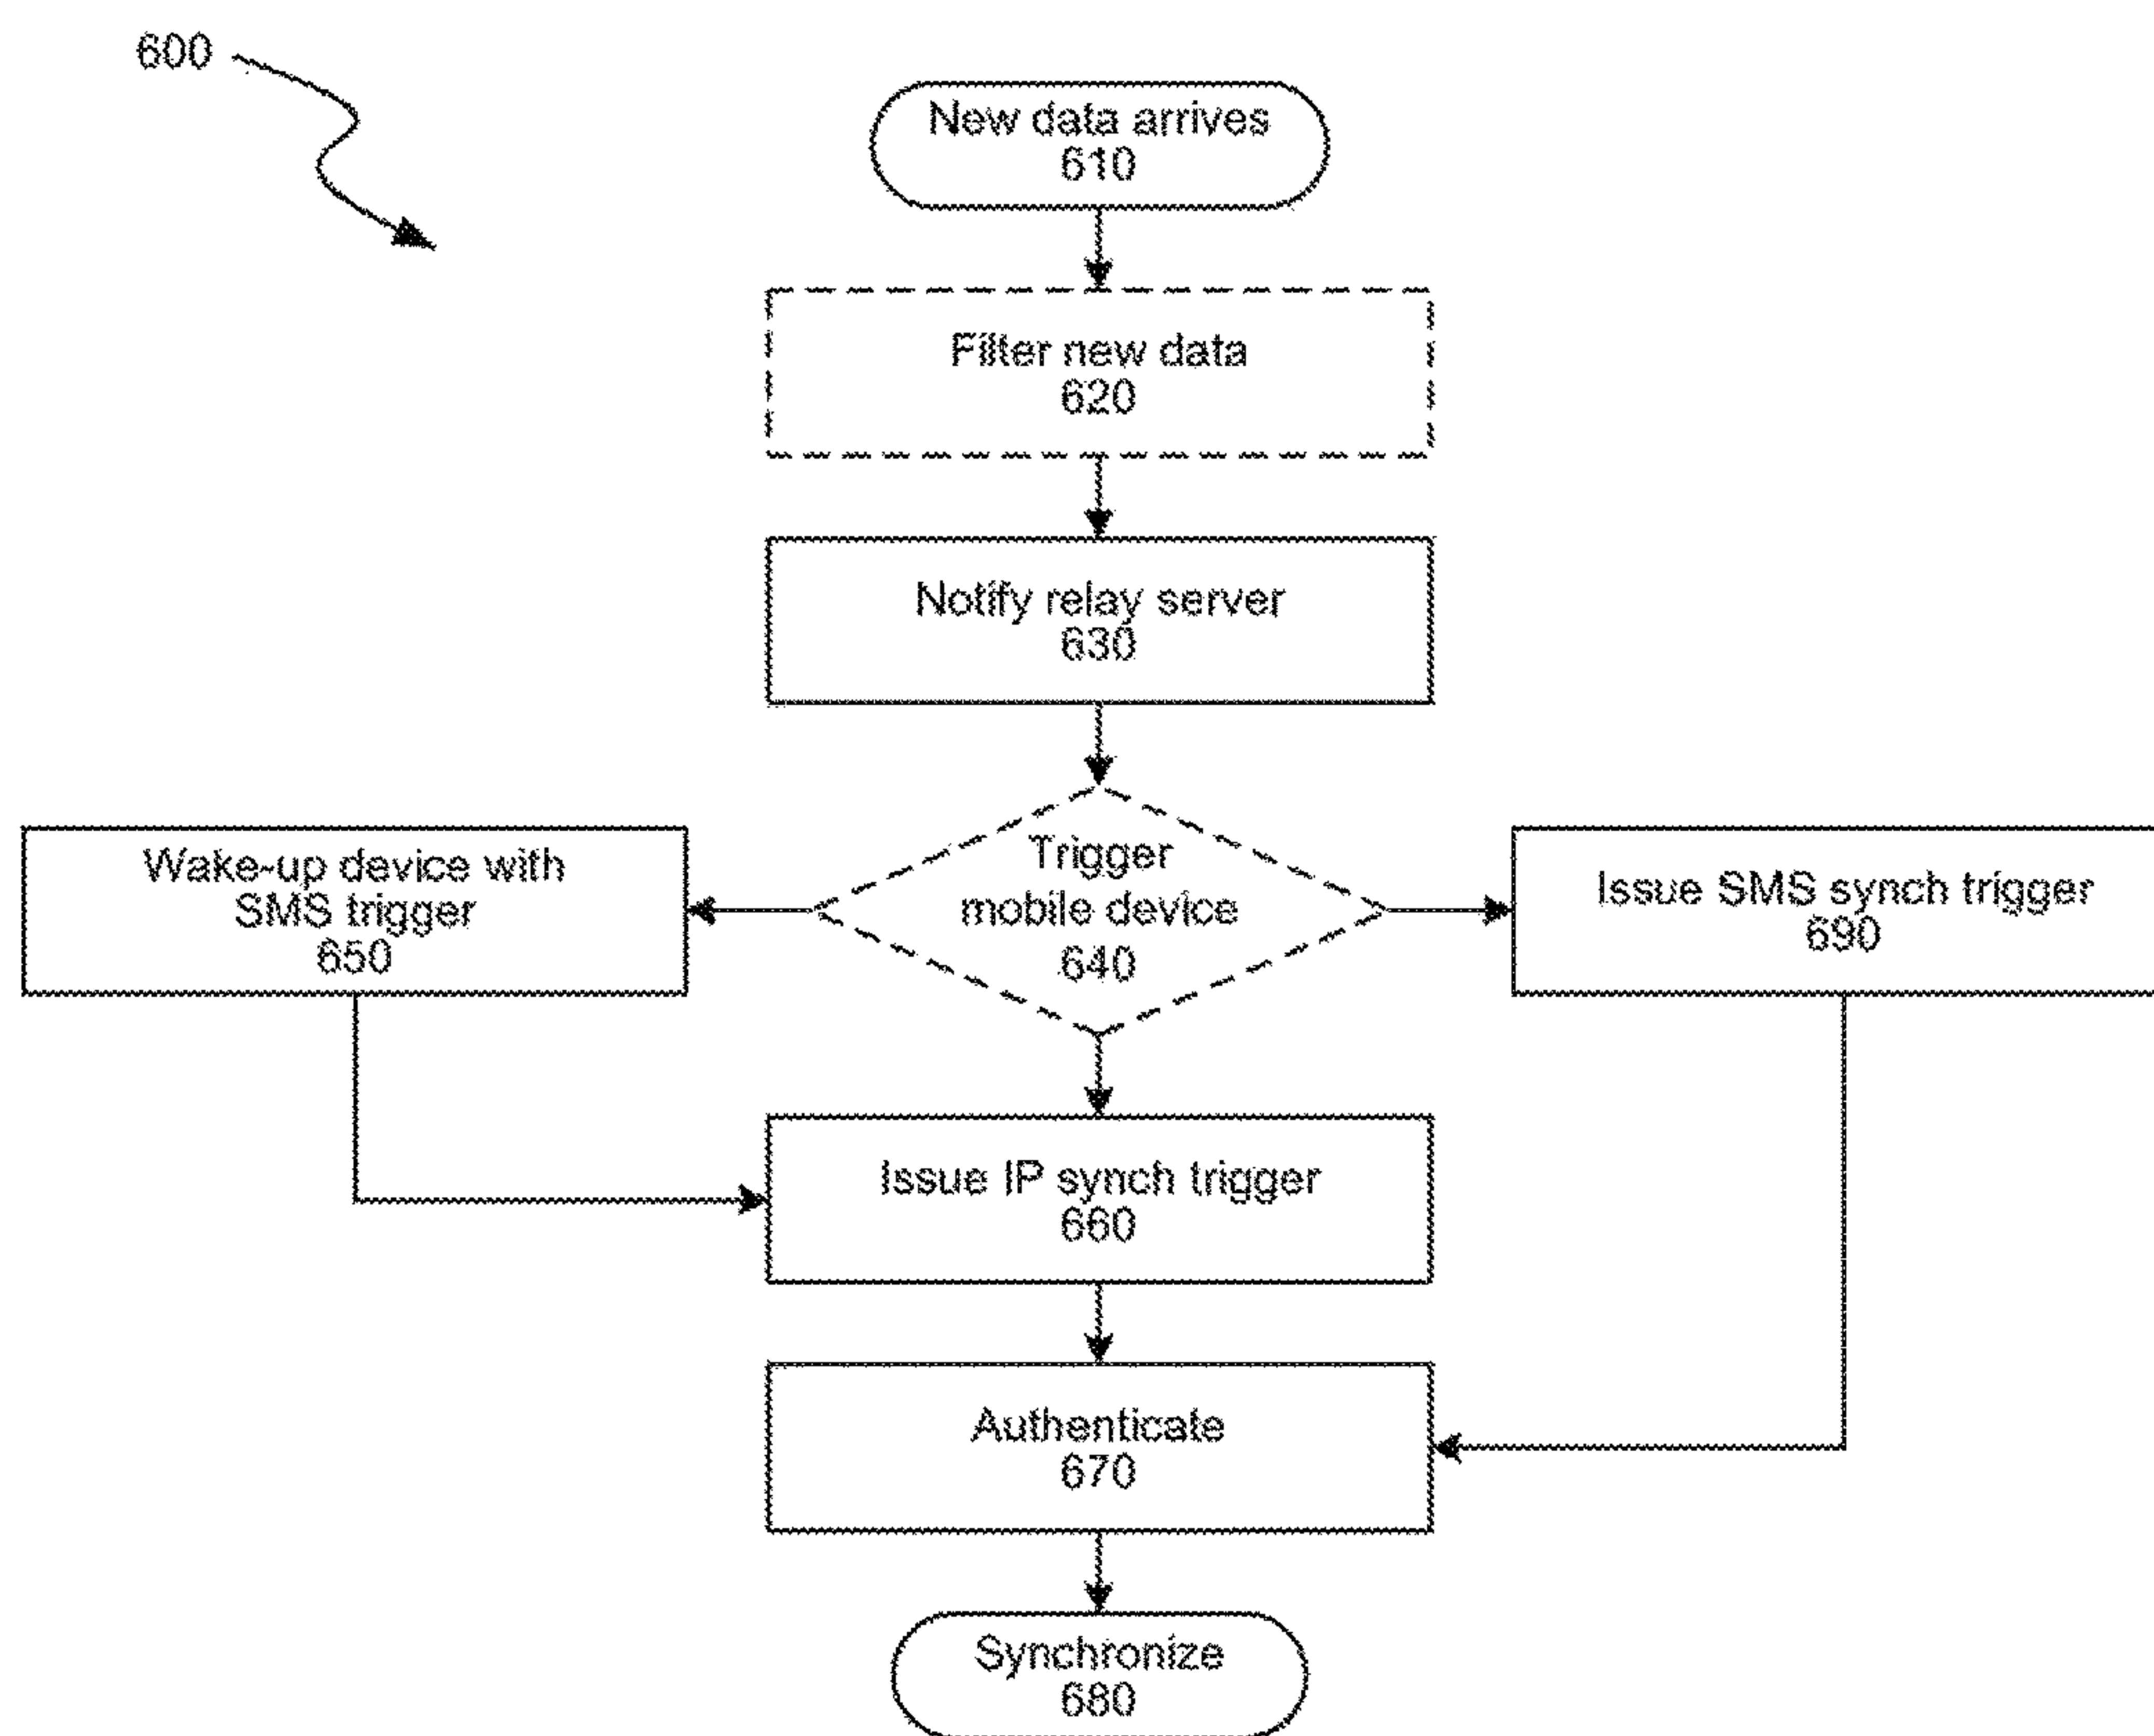 600
New data arrives
610
Filter new data
620
Notify relay server
630
Wake-up device with
SMS trigger
650
Trigger
mobile device
640
Issue SMS synch trigger
690
Issue IP synch trigger
660
Authenticate
670
Synchronize
680